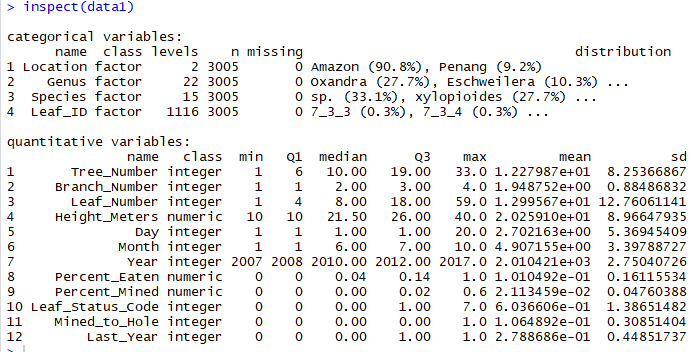 > inspect(data1)
categorical variables:
name class levels n missing distribution
1 Location factor 2 3005 0 Amazon (90.8%), Penang (9.2%)
2 Genus factor 22 3005 0 Oxandra (27.7%), Eschweilera (10.3%) ...
3 Species factor 15 3005 0 sp. (33.1%), xylopioides (27.7%) ...
4 Leaf_ID factor 1116 3005 0 7_3_3 (0.3%), 7_3_4 (0.3%) ...
quantitative variables:
name class min Q1 median Q3 max mean sd
1 Tree_Number integer 1 6 10.00 19.00 33.0 1.227987e+01 8.25366867
2 Branch_Number integer 1 1 2.00 3.00 4.0 1.948752e+00 0.88486832
3 Leaf_Number integer 1 4 8.00 18.00 59.0 1.299567e+01 12.76061141
4 Height_Meters numeric 10 10 21.50 26.00 40.0 2.025910e+01 8.96647935
5 Day integer 1 1 1.00 1.00 20.0 2.702163e+00 5.36945409
6 Month integer 1 1 6.00 7.00 10.0 4.907155e+00 3.39788727
7 Year integer 2007 2008 2010.00 2012.00 2017.0 2.010421e+03 2.75040726
8 Percent_Eaten numeric 0 0 0.04 0.14 1.0 1.010492e-01 0.16115534
9 Percent_Mined numeric 0 0 0.00 0.02 0.6 2.113459e-02 0.04760388
10 Leaf_Status_Code integer 0 0 0.00 1.00 7.0 6.036606e-01 1.38651482
11 Mined_to_Hole integer 0 0 0.00 0.00 1.0 1.064892e-01 0.30851404
12 Last_Year integer 0 0 0.00 1.00 1.0 2.788686e-01 0.44851737
>